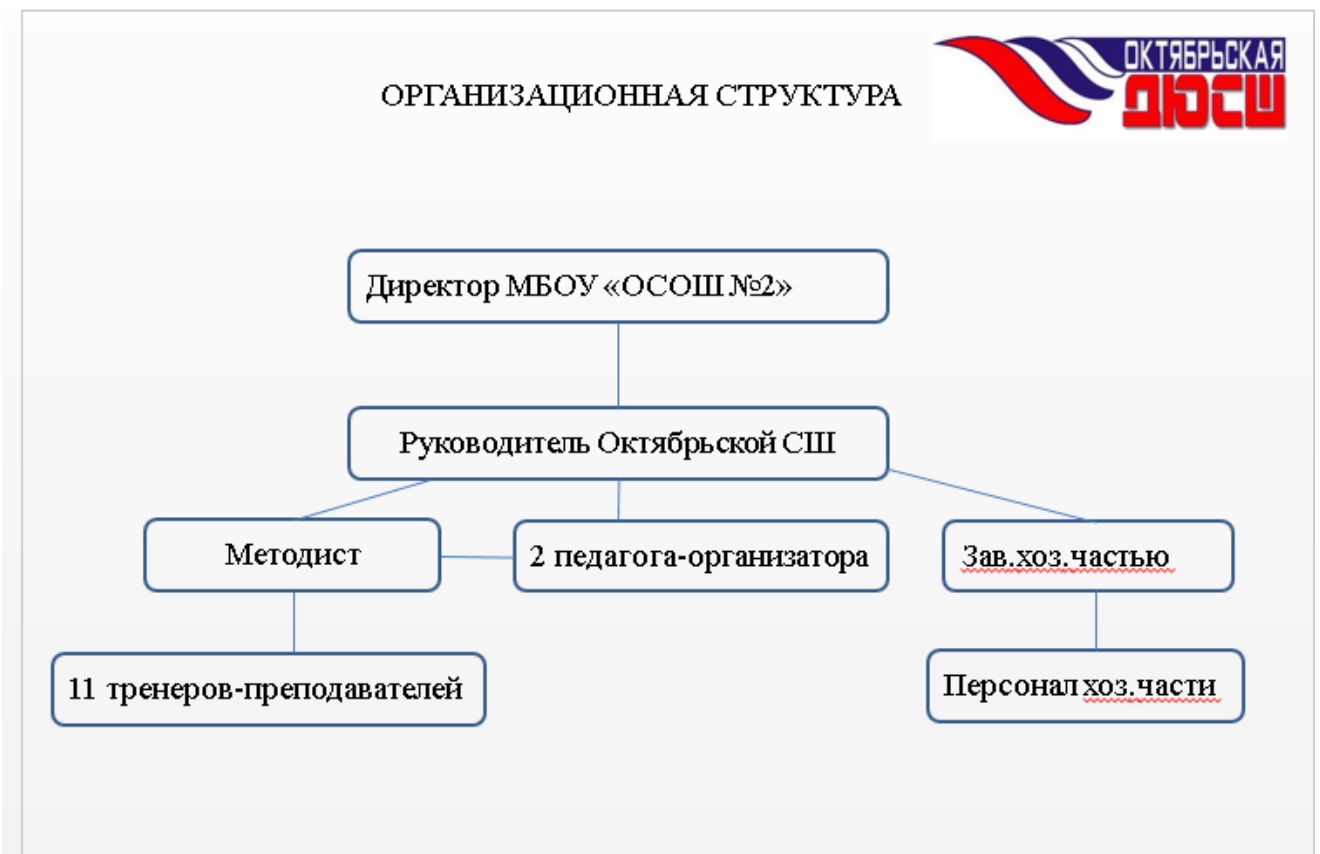 ОКТЯБРЬСКАЯ
ДЮСШ
ОРГАНИЗАЦИОННАЯ СТРУКТУРА
Директор МБОУ «ОСОШ №2»
Руководитель Октябрьской СШ
Методист
2 педагога-организатора
Зав.хоз.частью
11 тренеров-преподавателей
Персонал хоз.части